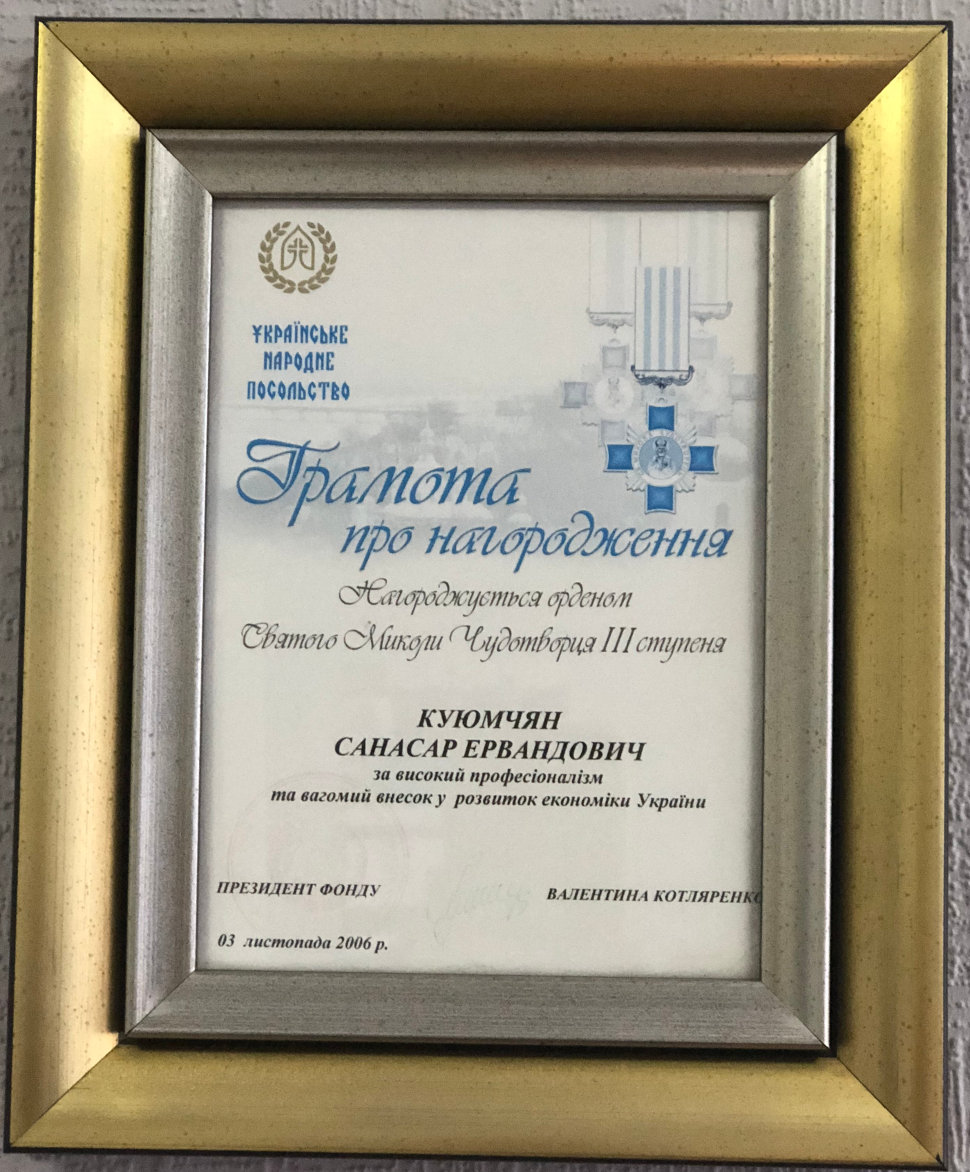 УКРАЇНСЬКЕ
НАРОДНЕ
ПОСОЛЬСТВО
Грамота
про нагородження
Нагороджується орденом
Святого Миколи Чудотворця III ступеня
КУЮМЧЯН
САНАСАР ЕРВАНДОВИЧ
за високий професіоналізм
та вагомий внесок у розвиток економіки України
ПРЕЗИДЕНТ ФОНДУ
ВАЛЕНТИНА КОТЛЯРЕНКО
03 листопада 2006 р.